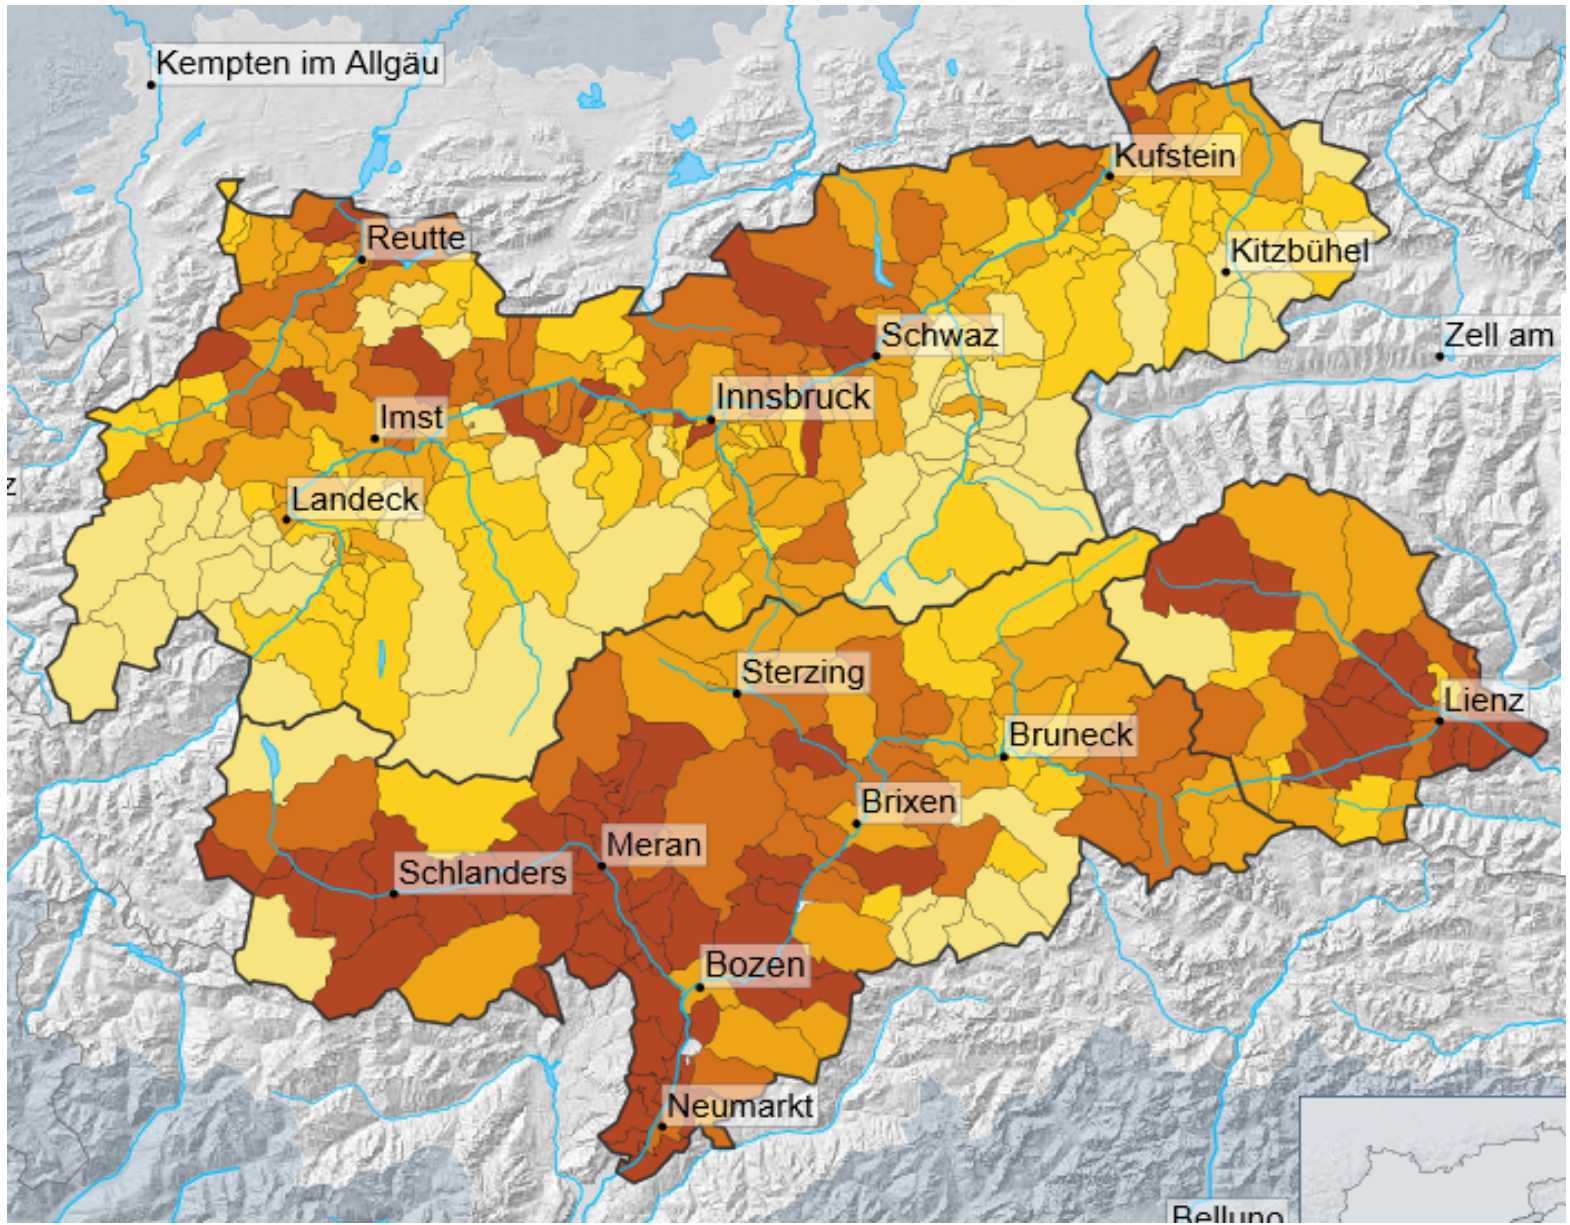 Kempten im Allgäu
Kufstein
Reutte
Kitzbühel
Schwaz
Zell am
Innsbruck
Imst
z
Landeck
Sterzing
Lienz
Bruneck
Brixen
Meran
Schlanders
Bozen
Neumarkt
Belluno